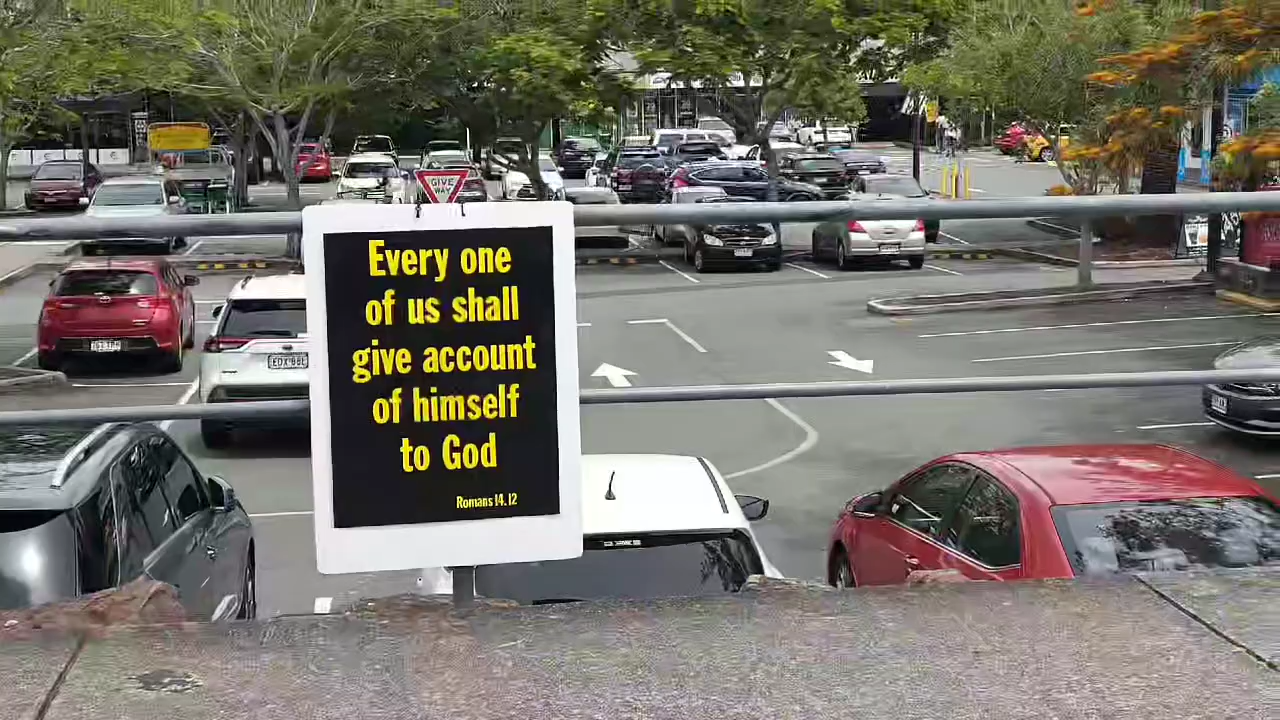 GIVE
WAY
Every one
of us shall
give account
of himself
to God
Romans 14.12